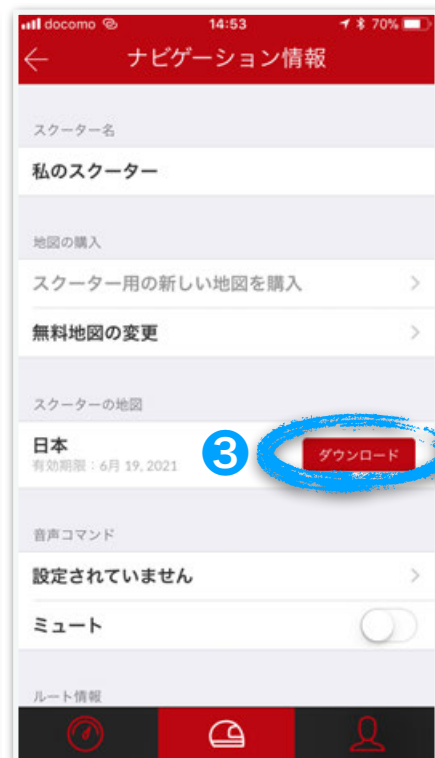 docomo 14:53 70%
ナビゲーション情報
スクーター名
私のスクーター
地図の購入
スクーター用の新しい地図を購入
無料地図の変更
スクーターの地図
日本
有効期限：6月 19, 2021
3
ダウンロード
音声コマンド
設定されていません
ミュート
ルート情報